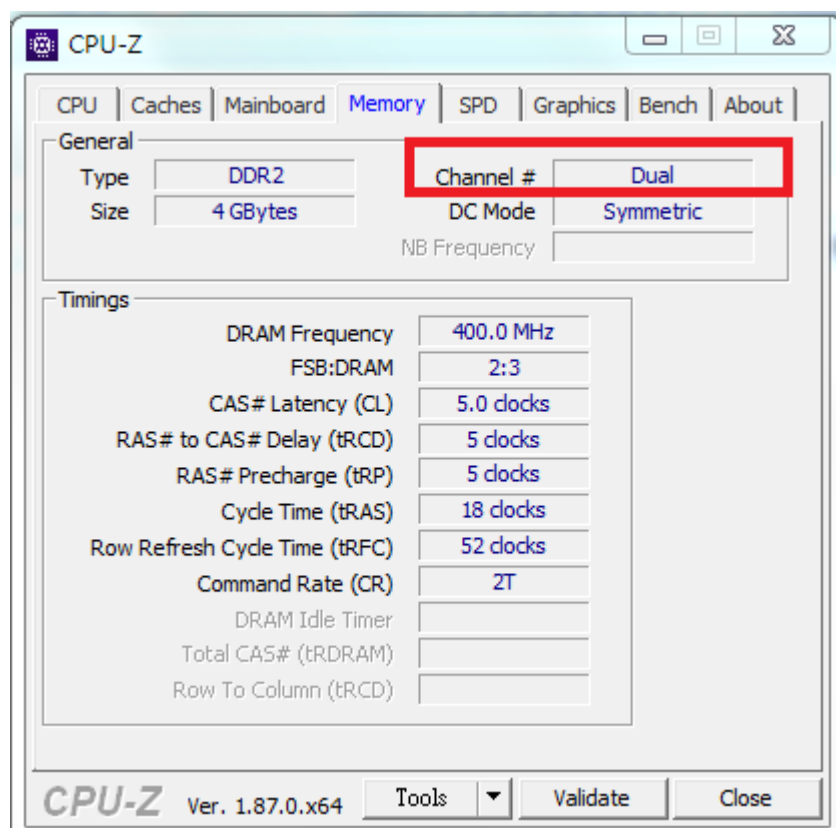 CPU-Z
CPU Caches Mainboard Memory SPD Graphics Bench About
General
Type DDR2 Channel # Dual
Size 4 GBytes DC Mode Symmetric
NB Frequency
Timings
DRAM Frequency 400.0 MHz
FSB:DRAM 2:3
CAS# Latency (CL) 5.0 clocks
RAS# to CAS# Delay (tRCD) 5 clocks
RAS# Precharge (tRP) 5 clocks
Cycle Time (tRAS) 18 clocks
Row Refresh Cycle Time (tRFC) 52 clocks
Command Rate (CR) 2T
DRAM Idle Timer
Total CAS# (tRDRAM)
Row To Column (tRCD)
CPU-Z Ver. 1.87.0.x64 Tools Validate Close